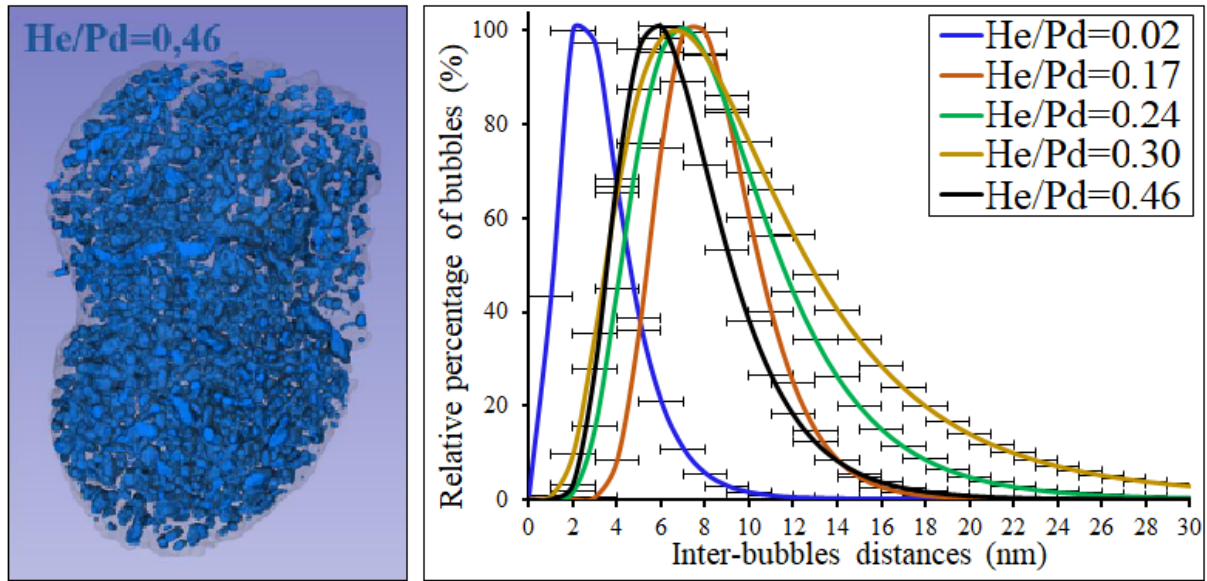 He/Pd=0,46
Relative percentage of bubbles (%)
100
80
60
40
20
0
0 2 4 6 8 10 12 14 16 18 20 22 24 26 28 30
Inter-bubbles distances (nm)
He/Pd=0.02
He/Pd=0.17
He/Pd=0.24
He/Pd=0.30
He/Pd=0.46